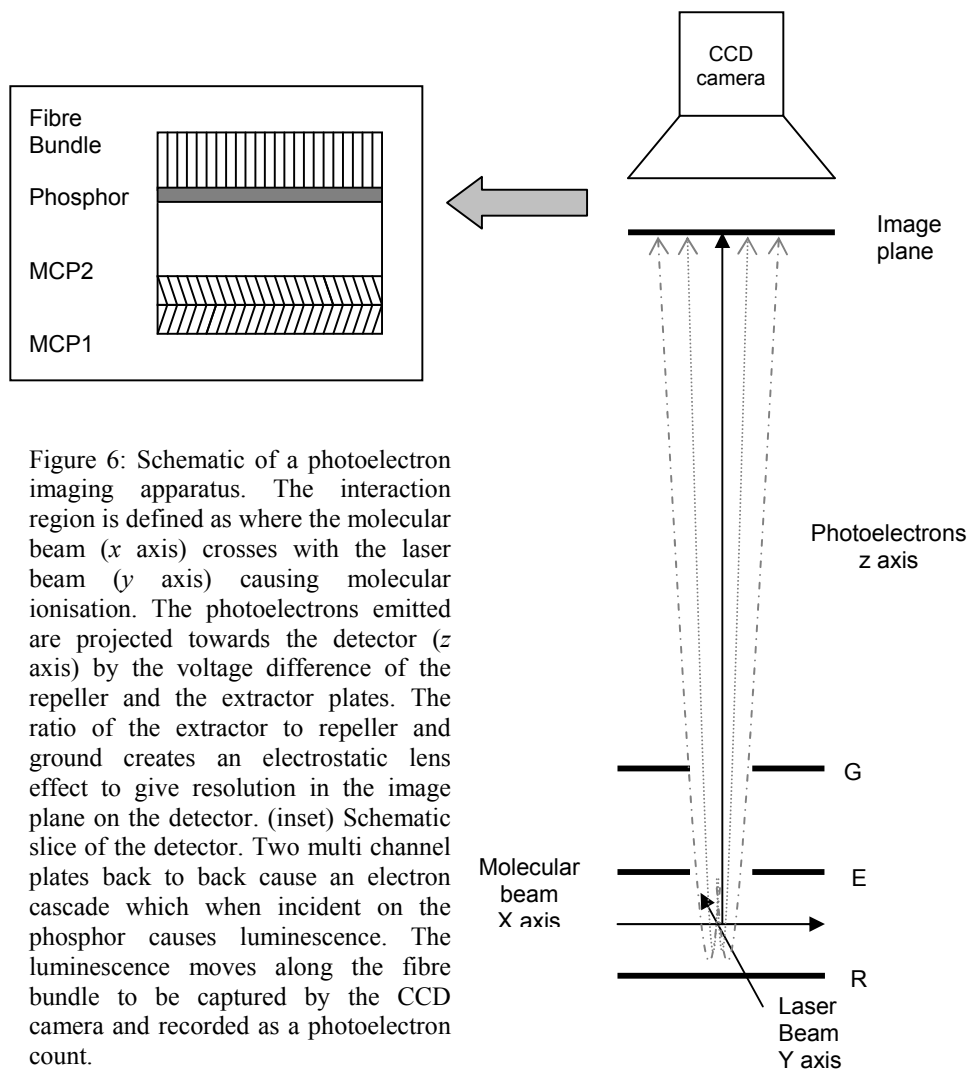 CCD
camera
Fibre
Bundle
Phosphor
MCP2
MCP1
Image
plane
Figure 6: Schematic of a photoelectron
imaging apparatus. The interaction
region is defined as where the molecular
beam (x axis) crosses with the laser
beam (y axis) causing molecular
ionisation. The photoelectrons emitted
are projected towards the detector (z
axis) by the voltage difference of the
repeller and the extractor plates. The
ratio of the extractor to repeller and
ground creates an electrostatic lens
effect to give resolution in the image
plane on the detector. (inset) Schematic
slice of the detector. Two multi channel
plates back to back cause an electron
cascade which when incident on the
phosphor causes luminescence. The
luminescence moves along the fibre
bundle to be captured by the CCD
camera and recorded as a photoelectron
count.
Photoelectrons
z axis
G
E
Molecular
beam
X axis
R
Laser
Beam
Y axis